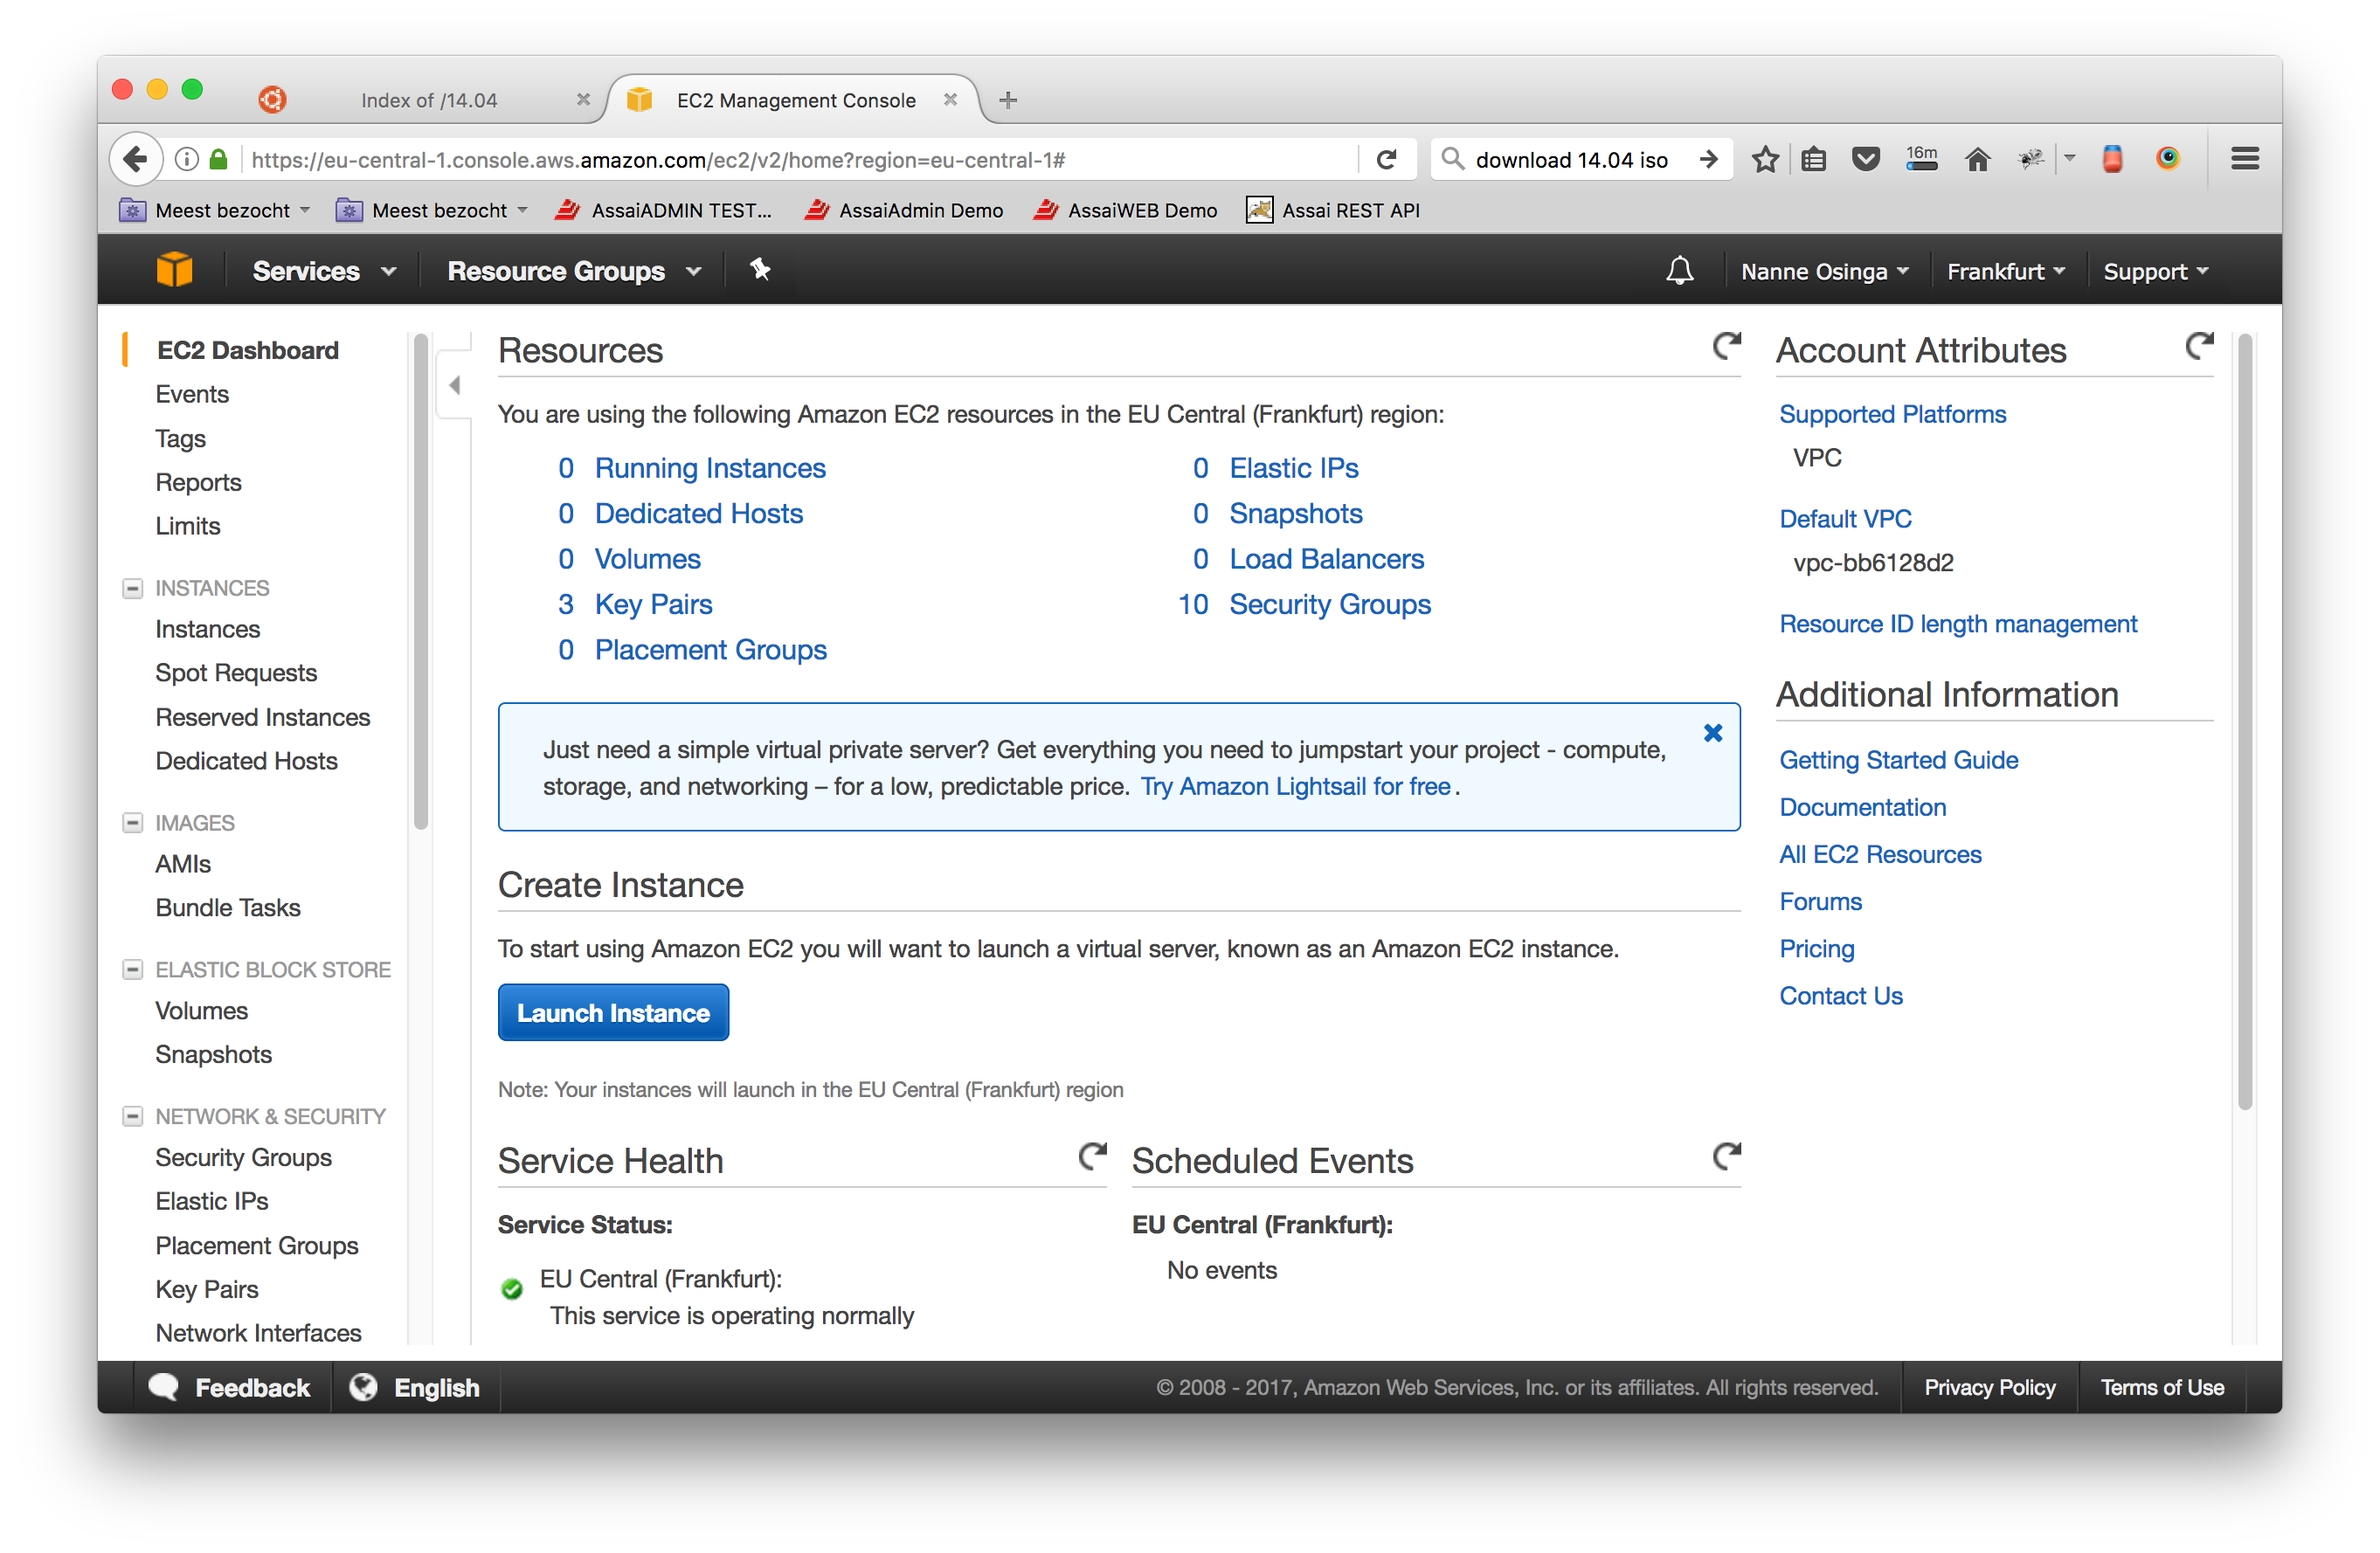 Index of /14.04
EC2 Management Console
https://eu-central-1.console.aws.amazon.com/ec2/v2/home?region=eu-central-1#
download 14.04 iso
16m
Meest bezocht
Meest bezocht
AssaiADMIN TEST...
AssaiAdmin Demo
AssaiWEB Demo
Assai REST API
Services
Resource Groups
Nanne Osinga
Frankfurt
Support
EC2 Dashboard
Events
Tags
Reports
Limits
INSTANCES
Instances
Spot Requests
Reserved Instances
Dedicated Hosts
IMAGES
AMIs
Bundle Tasks
ELASTIC BLOCK STORE
Volumes
Snapshots
NETWORK & SECURITY
Security Groups
Elastic IPs
Placement Groups
Key Pairs
Network Interfaces
Resources
You are using the following Amazon EC2 resources in the EU Central (Frankfurt) region:
0 Running Instances
0 Dedicated Hosts
0 Volumes
3 Key Pairs
0 Placement Groups
0 Elastic IPs
0 Snapshots
0 Load Balancers
10 Security Groups
Just need a simple virtual private server? Get everything you need to jumpstart your project - compute,
storage, and networking – for a low, predictable price. Try Amazon Lightsail for free.
Create Instance
To start using Amazon EC2 you will want to launch a virtual server, known as an Amazon EC2 instance.
Launch Instance
Note: Your instances will launch in the EU Central (Frankfurt) region
Service Health
Service Status:
EU Central (Frankfurt):
This service is operating normally
Scheduled Events
EU Central (Frankfurt):
No events
Account Attributes
Supported Platforms
VPC
Default VPC
vpc-bb6128d2
Resource ID length management
Additional Information
Getting Started Guide
Documentation
All EC2 Resources
Forums
Pricing
Contact Us
Feedback
English
© 2008 - 2017, Amazon Web Services, Inc. or its affiliates. All rights reserved.
Privacy Policy
Terms of Use